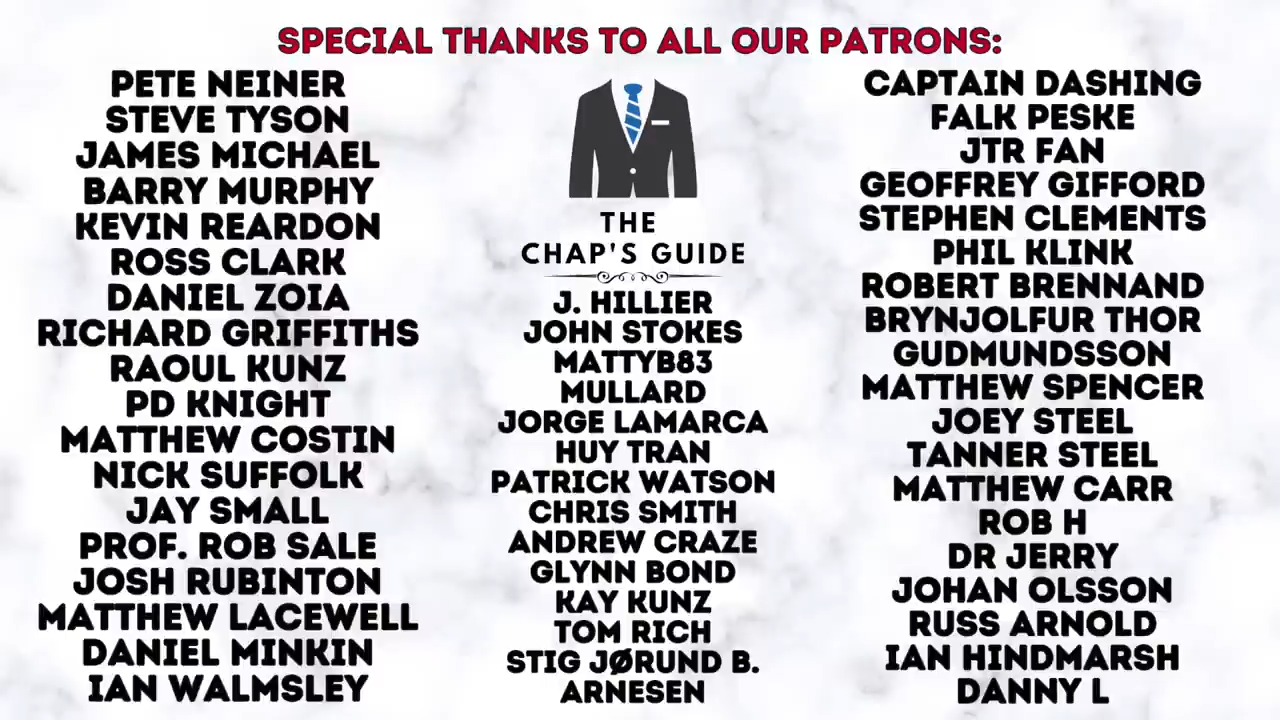 SPECIAL THANKS TO ALL OUR PATRONS:
PETE NEINER
STEVE TYSON
JAMES MICHAEL
BARRY MURPHY
KEVIN REARDON
ROSS CLARK
DANIEL ZOIA
RICHARD GRIFFITHS
RAOUL KUNZ
PD KNIGHT
MATTHEW COSTIN
NICK SUFFOLK
JAY SMALL
PROF. ROB SALE
JOSH RUBINTON
MATTHEW LACEWELL
DANIEL MINKIN
IAN WALMSLEY
THE
CHAP'S GUIDE
J. HILLIER
JOHN STOKES
MATTYB83
MULLARD
JORGE LAMARCA
HUY TRAN
PATRICK WATSON
CHRIS SMITH
ANDREW CRAZE
GLYNN BOND
KAY KUNZ
TOM RICH
STIG JØRUND B.
ARNESEN
CAPTAIN DASHING
FALK PESKE
JTR FAN
GEOFFREY GIFFORD
STEPHEN CLEMENTS
PHIL KLINK
ROBERT BRENNAND
BRYNJOLFUR THOR
GUDMUNDSSON
MATTHEW SPENCER
JOEY STEEL
TANNER STEEL
MATTHEW CARR
ROB H
DR JERRY
JOHAN OLSSON
RUSS ARNOLD
IAN HINDMARSH
DANNY L